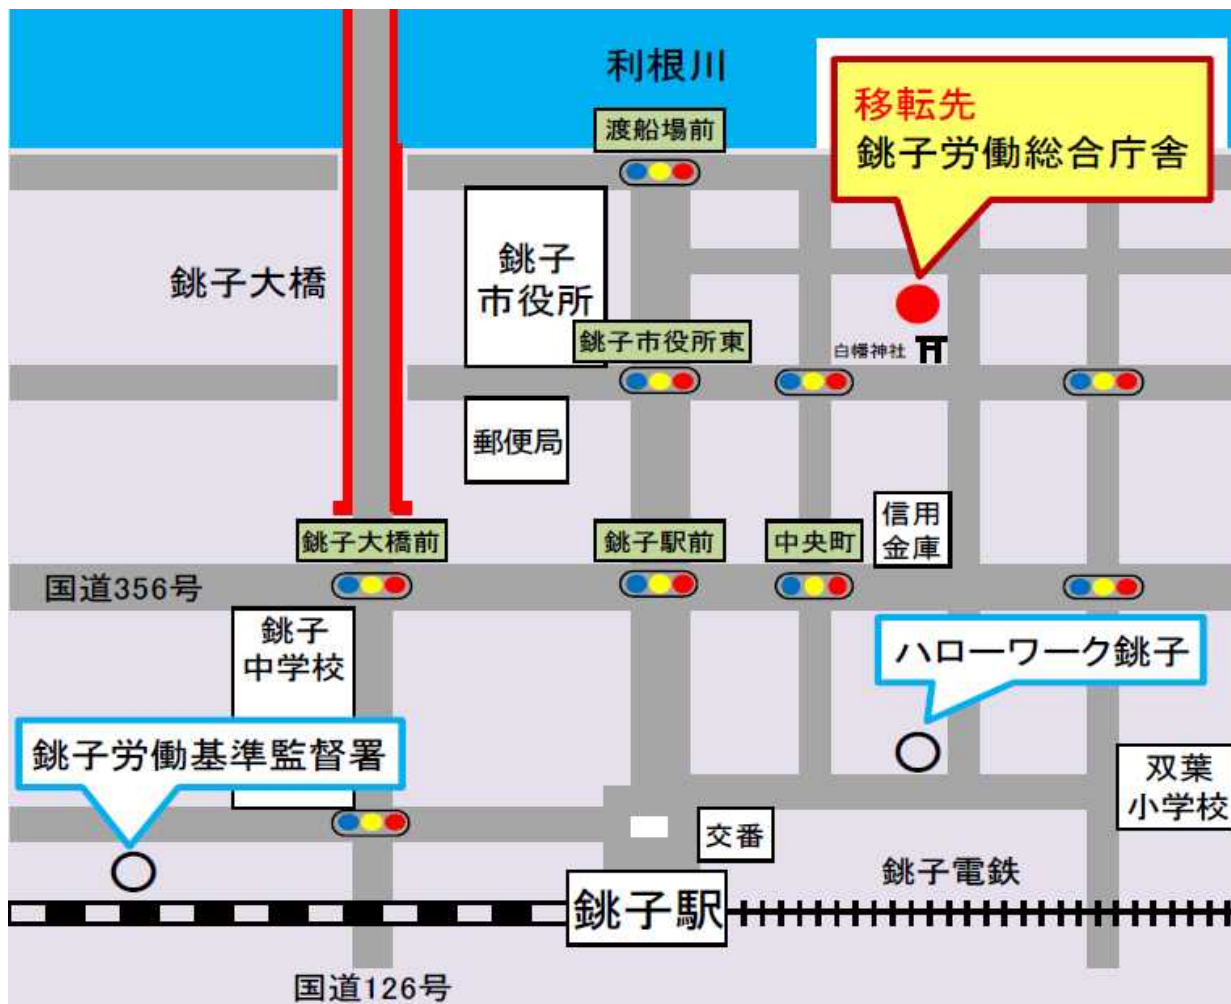 利根川
渡船場前
移転先
銚子労働総合庁舎
銚子大橋
銚子
市役所
銚子市役所東
白幡神社
郵便局
銚子大橋前
銚子駅前
中央町
信用
金庫
国道356号
銚子
中学校
ハローワーク銚子
銚子労働基準監督署
双葉
小学校
交番
銚子電鉄
銚子駅
国道126号